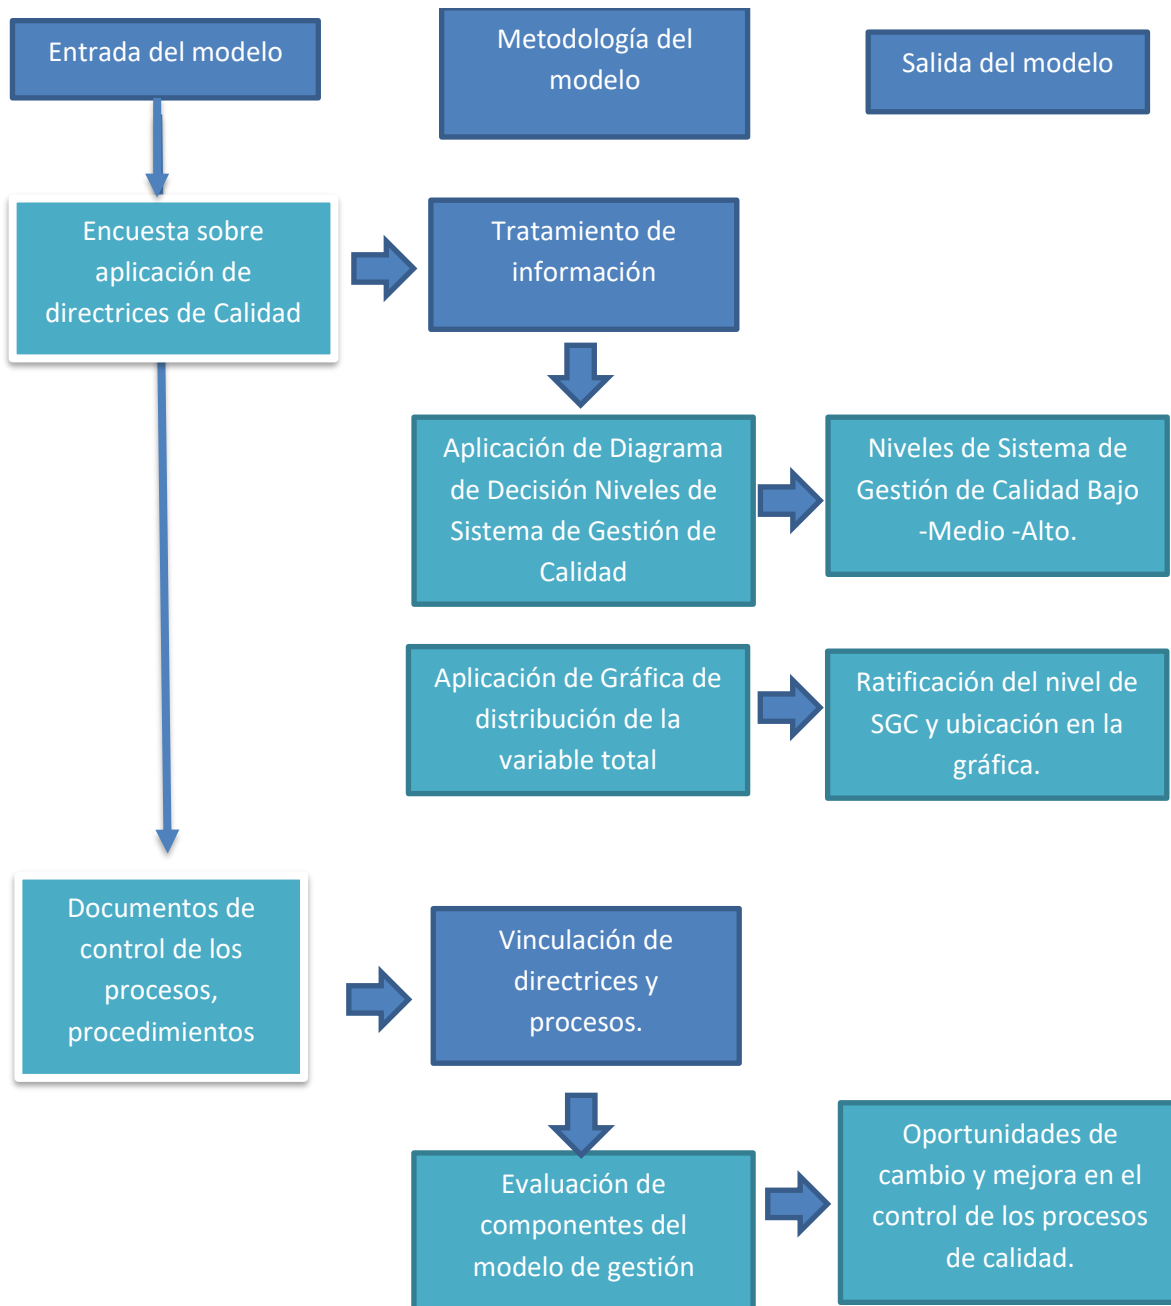 Entrada del modelo
Metodología del
modelo
Salida del modelo
Encuesta sobre
aplicación de
directrices de Calidad
Tratamiento de
información
Aplicación de Diagrama
de Decisión Niveles de
Sistema de Gestión de
Calidad
Niveles de Sistema de
Gestión de Calidad Bajo
-Medio -Alto.
Aplicación de Gráfica de
distribución de la
variable total
Ratificación del nivel de
SGC y ubicación en la
gráfica.
Documentos de
control de los
procesos,
procedimientos
Vinculación de
directrices y
procesos.
Evaluación de
componentes del
modelo de gestión
Oportunidades de
cambio y mejora en el
control de los procesos
de calidad.